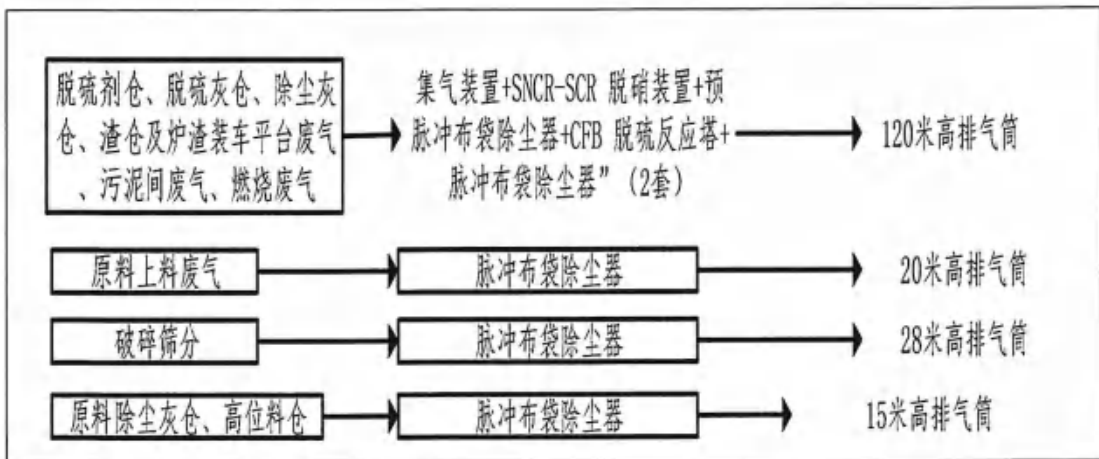 脱硫剂仓、脱硫灰仓、除尘灰
仓、渣仓及炉渣装车平台废气
、污泥间废气、燃烧废气
集气装置+SNCR-SCR 脱硝装置+预
脉冲布袋除尘器+CFB 脱硫反应塔+
脉冲布袋除尘器”（2套）
120米高排气筒
原料上料废气
脉冲布袋除尘器
20米高排气筒
破碎筛分
脉冲布袋除尘器
28米高排气筒
原料除尘灰仓、高位料仓
脉冲布袋除尘器
15米高排气筒